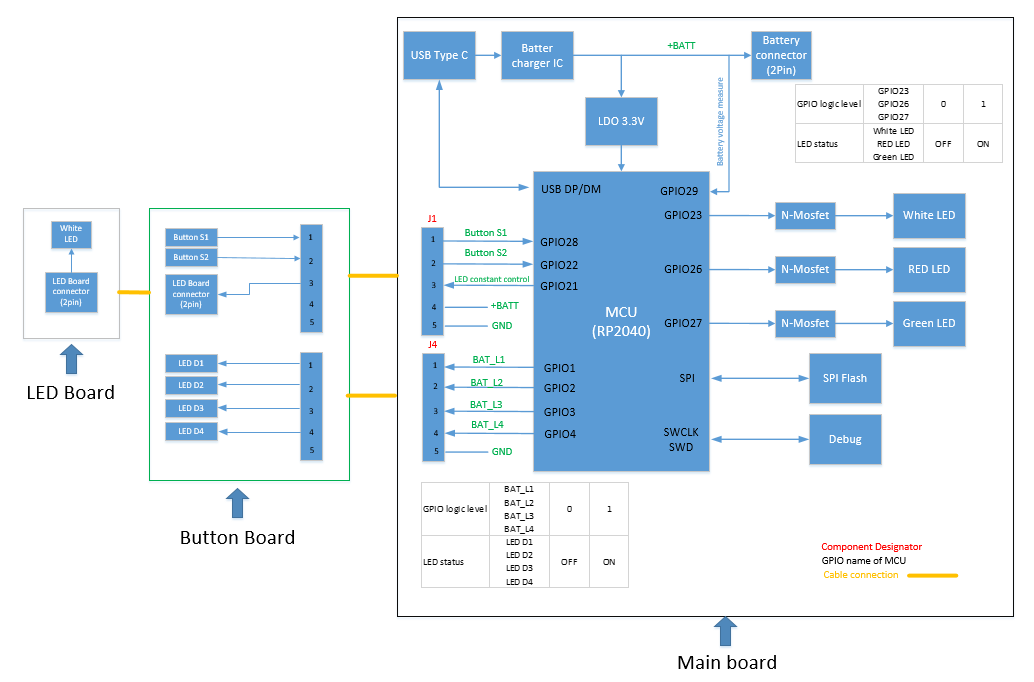 USB Type C
Batter
charger IC
+BATT
Battery
connector
(2Pin)
Battery voltage measure
LDO 3.3V
GPIO logic level
GPIO23
GPIO26
GPIO27
0
1
LED status
White LED
RED LED
Green LED
OFF
ON
USB DP/DM
GPIO29
GPIO23
N-Mosfet
White LED
GPIO26
N-Mosfet
RED LED
GPIO27
N-Mosfet
Green LED
MCU
(RP2040)
SPI
SPI Flash
SWCLK
SWD
Debug
J1
1
Button S1
GPIO28
2
Button S2
GPIO22
3
LED constant control
GPIO21
4
+BATT
5
GND
J4
1
BAT_L1
GPIO1
2
BAT_L2
GPIO2
3
BAT_L3
GPIO3
4
BAT_L4
GPIO4
5
GND
White
LED
LED Board
connector
(2pin)
LED Board
Button S1
Button S2
LED Board
connector
(2pin)
1
2
3
4
5
LED D1
LED D2
LED D3
LED D4
1
2
3
4
5
Button Board
GPIO logic level
BAT_L1
BAT_L2
BAT_L3
BAT_L4
0
1
LED status
LED D1
LED D2
LED D3
LED D4
OFF
ON
Component Designator
GPIO name of MCU
Cable connection
Main board